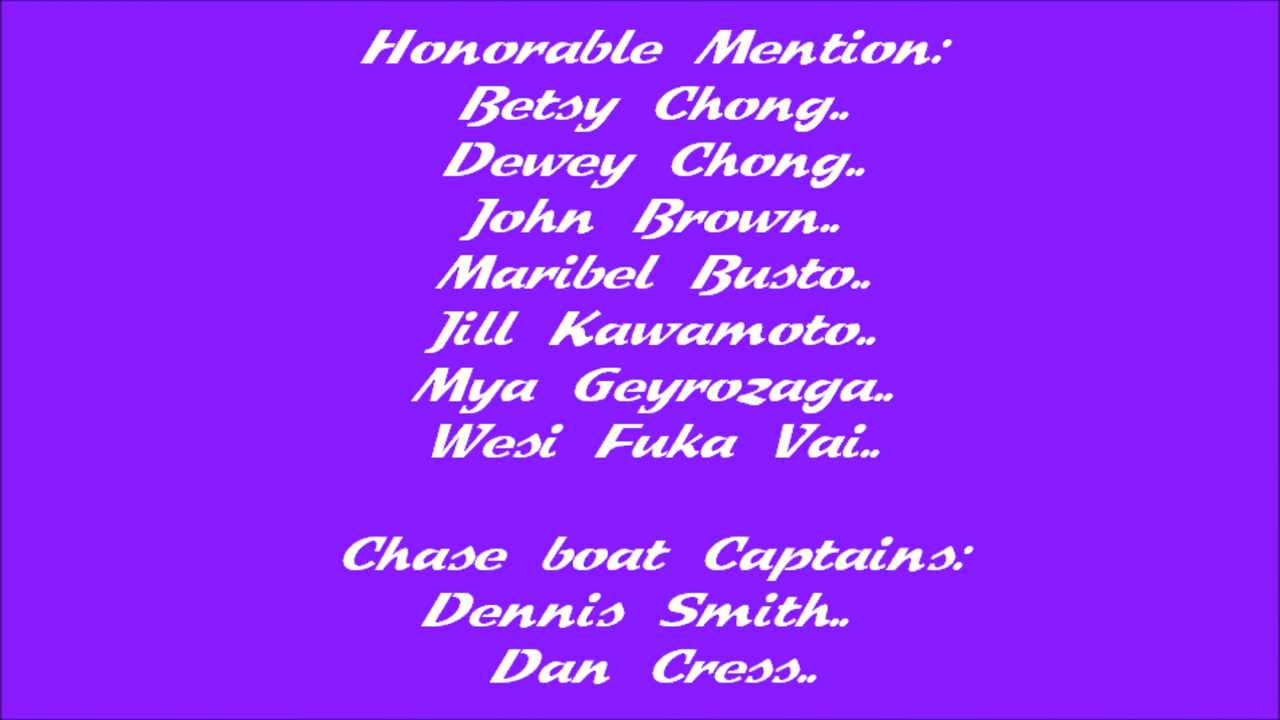 Honorable Mention:
Betsy Chong..
Dewey Chong..
John Brown..
Maribel Busto..
Jill Kawamoto..
Mya Geyrozaga..
Wesi Fuka Vai..
Chase boat Captains:
Dennis Smith..
Dan Cress..